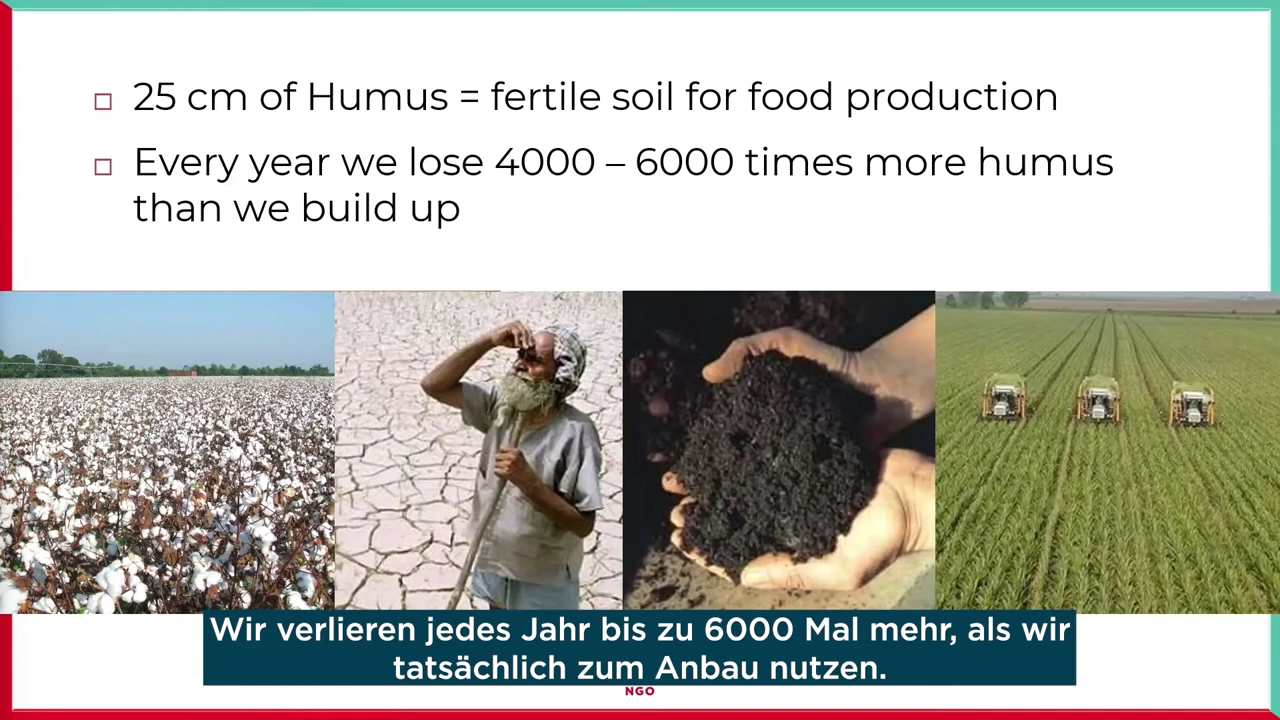 25 cm of Humus = fertile soil for food production
Every year we lose 4000 – 6000 times more humus
than we build up
Wir verlieren jedes Jahr bis zu 6000 Mal mehr, als wir
tatsächlich zum Anbau nutzen.
NGO